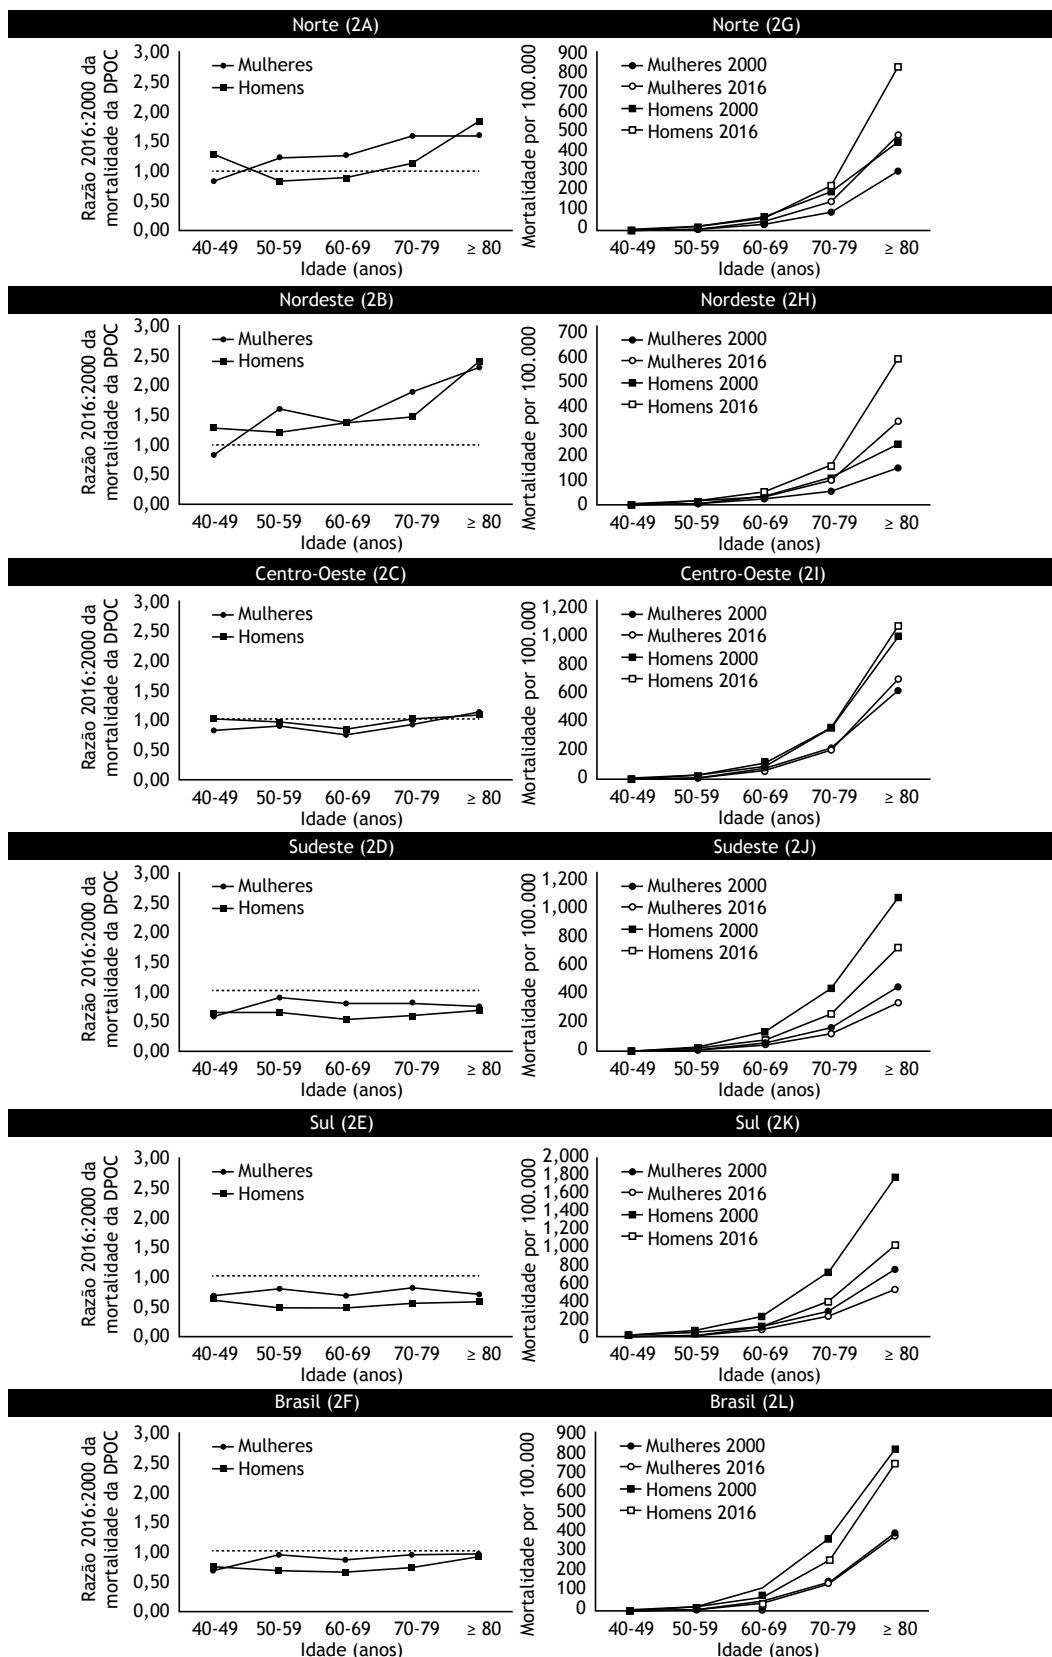 Norte (2A)
Razão 2016:2000 da
mortalidade da DPOC
3,00
2,50
2,00
1,50
1,00
0,50
0,00
Mulheres
Homens
40-49 50-59 60-69 70-79 ≥ 80
Idade (anos)
Norte (2G)
Mortalidade por 100.000
900
800
700
600
500
400
300
200
100
0
Mulheres 2000
Mulheres 2016
Homens 2000
Homens 2016
40-49 50-59 60-69 70-79 ≥ 80
Idade (anos)
Nordeste (2B)
Razão 2016:2000 da
mortalidade da DPOC
3,00
2,50
2,00
1,50
1,00
0,50
0,00
Mulheres
Homens
40-49 50-59 60-69 70-79 ≥ 80
Idade (anos)
Nordeste (2H)
Mortalidade por 100.000
700
600
500
400
300
200
100
0
Mulheres 2000
Mulheres 2016
Homens 2000
Homens 2016
40-49 50-59 60-69 70-79 ≥ 80
Idade (anos)
Centro-Oeste (2C)
Razão 2016:2000 da
mortalidade da DPOC
3,00
2,50
2,00
1,50
1,00
0,50
0,00
Mulheres
Homens
40-49 50-59 60-69 70-79 ≥ 80
Idade (anos)
Centro-Oeste (2I)
Mortalidade por 100.000
1,200
1,000
800
600
400
200
0
Mulheres 2000
Mulheres 2016
Homens 2000
Homens 2016
40-49 50-59 60-69 70-79 ≥ 80
Idade (anos)
Sudeste (2D)
Razão 2016:2000 da
mortalidade da DPOC
3,00
2,50
2,00
1,50
1,00
0,50
0,00
Mulheres
Homens
40-49 50-59 60-69 70-79 ≥ 80
Idade (anos)
Sudeste (2J)
Mortalidade por 100.000
1,200
1,000
800
600
400
200
0
Mulheres 2000
Mulheres 2016
Homens 2000
Homens 2016
40-49 50-59 60-69 70-79 ≥ 80
Idade (anos)
Sul (2E)
Razão 2016:2000 da
mortalidade da DPOC
3,00
2,50
2,00
1,50
1,00
0,50
0,00
Mulheres
Homens
40-49 50-59 60-69 70-79 ≥ 80
Idade (anos)
Sul (2K)
Mortalidade por 100.000
2,000
1,800
1,600
1,400
1,200
1,000
800
600
400
200
0
Mulheres 2000
Mulheres 2016
Homens 2000
Homens 2016
40-49 50-59 60-69 70-79 ≥ 80
Idade (anos)
Brasil (2F)
Razão 2016:2000 da
mortalidade da DPOC
3,00
2,50
2,00
1,50
1,00
0,50
0,00
Mulheres
Homens
40-49 50-59 60-69 70-79 ≥ 80
Idade (anos)
Brasil (2L)
Mortalidade por 100.000
900
800
700
600
500
400
300
200
100
0
Mulheres 2000
Mulheres 2016
Homens 2000
Homens 2016
40-49 50-59 60-69 70-79 ≥ 80
Idade (anos)